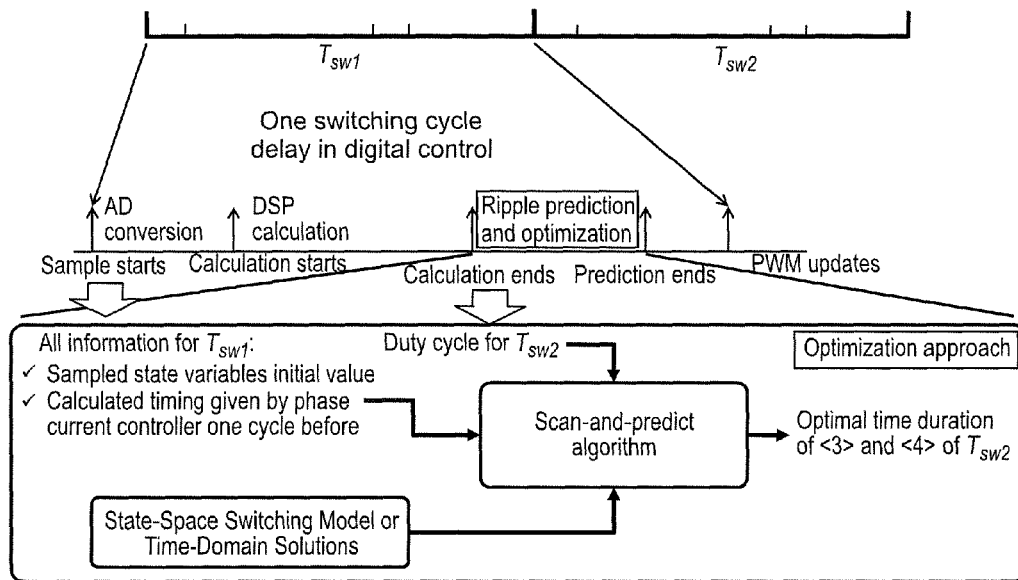 T_sw1
T_sw2
One switching cycle
delay in digital control
AD
conversion
DSP
calculation
Ripple prediction
and optimization
Sample starts
Calculation starts
Calculation ends
Prediction ends
PWM updates
All information for T_sw1:
✓ Sampled state variables initial value
✓ Calculated timing given by phase
current controller one cycle before
Duty cycle for T_sw2
Optimization approach
Scan-and-predict
algorithm
Optimal time duration
of <3> and <4> of T_sw2
State-Space Switching Model or
Time-Domain Solutions